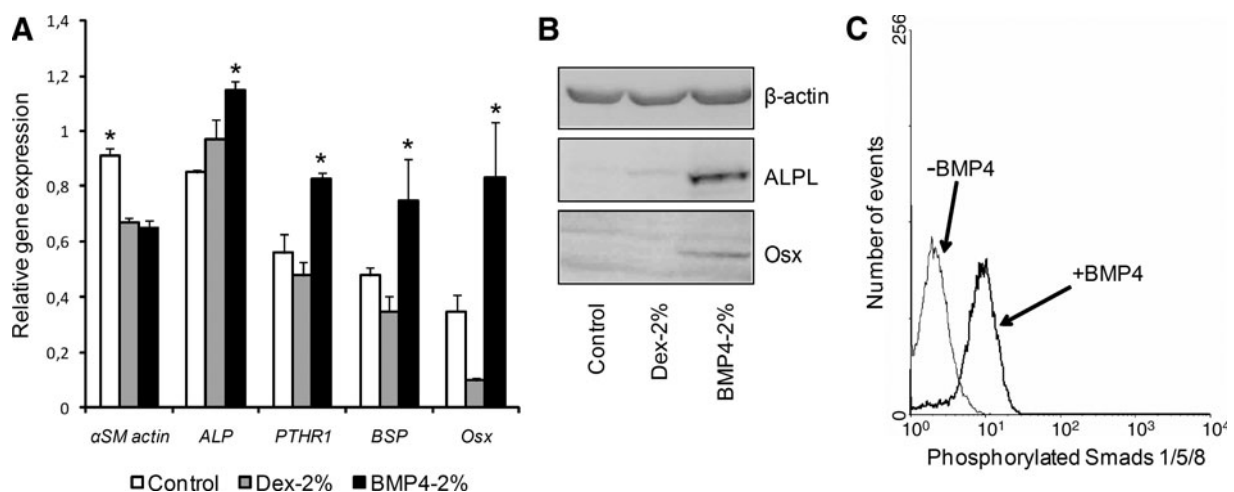 A
Relative gene expression
1,4
1,2
1
0,8
0,6
0,4
0,2
0
*
*
*
*
*
αSM actin
ALP
PTHR1
BSP
Osx
Control
Dex-2%
BMP4-2%
B
β-actin
ALPL
Osx
Control
Dex-2%
BMP4-2%
C
Number of events
256
0
-BMP4
+BMP4
10⁰
10¹
10²
10³
10⁴
Phosphorylated Smads 1/5/8